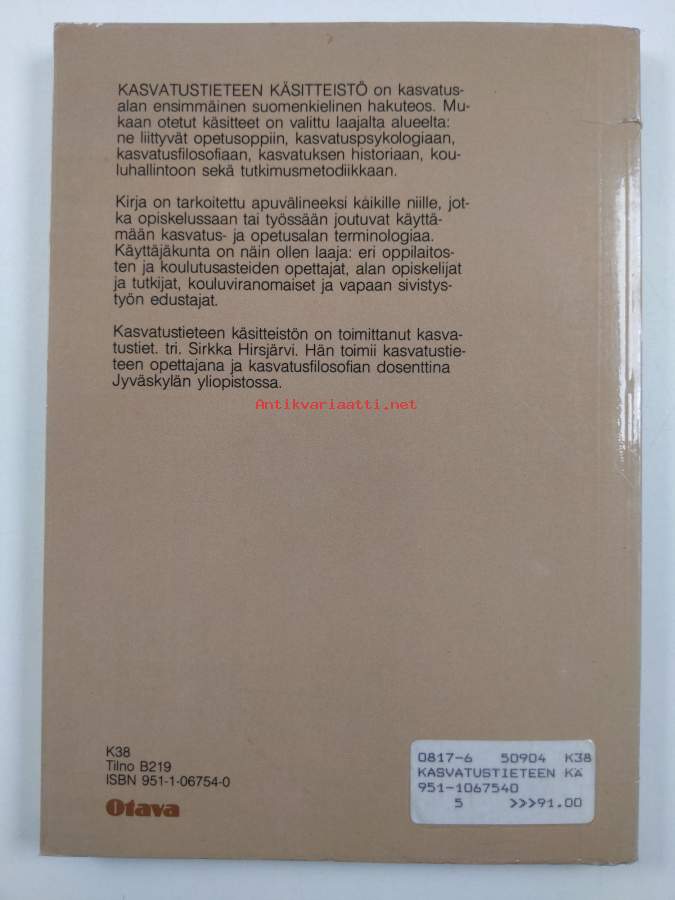 KASVATUSTIETEEN KÄSITTEISTÖ on kasvatus-
alan ensimmäinen suomenkielinen hakuteos. Mu-
kaan otetut käsitteet on valittu laajalta alueelta:
ne liittyvät opetusoppiin, kasvatuspsykologiaan,
kasvatusfilosofiaan, kasvatuksen historiaan, kou-
luhallintoon sekä tutkimusmetodiikkaan.
Kirja on tarkoitettu apuvälineeksi kaikille niille, jot-
ka opiskelussaan tai työssään joutuvat käyttä-
mään kasvatus- ja opetusalan terminologiaa.
Käyttäjäkunta on näin ollen laaja: eri oppilaitos-
ten ja koulutusasteiden opettajat, alan opiskelijat
ja tutkijat, kouluviranomaiset ja vapaan sivistys-
työn edustajat.
Kasvatustieteen käsitteistön on toimittanut kasva-
tustiet. tri. Sirkka Hirsjärvi. Hän toimii kasvatustie-
teen opettajana ja kasvatusfilosofian dosenttina
Jyväskylän yliopistossa.
Antikvariaatti.net
K38
Tilno B219
ISBN 951-1-06754-0
Otava
0817-6 50904 K38
KASVATUSTIETEEN KÄ
951-1067540
5 >>>91.00